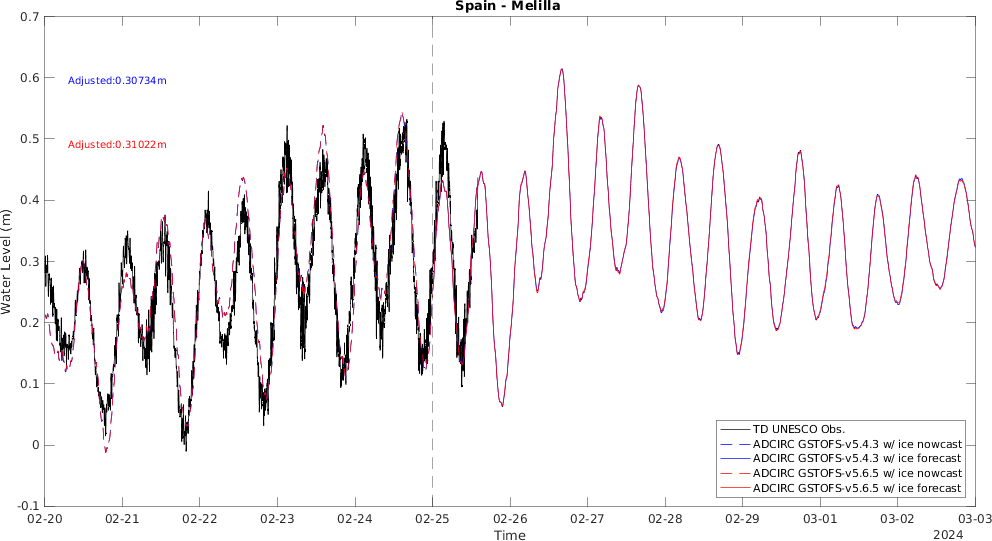 Spain - Melilla
0.7
0.6
0.5
0.4
0.3
0.2
0.1
0
-0.1
Water Level (m)
Adjusted:0.30734m
Adjusted:0.31022m
TD UNESCO Obs.
ADCIRC GSTOFS-v5.4.3 w/ ice nowcast
ADCIRC GSTOFS-v5.4.3 w/ ice forecast
ADCIRC GSTOFS-v5.6.5 w/ ice nowcast
ADCIRC GSTOFS-v5.6.5 w/ ice forecast
02-20 02-21 02-22 02-23 02-24 02-25 02-26 02-27 02-28 02-29 03-01 03-02 03-03
Time
2024